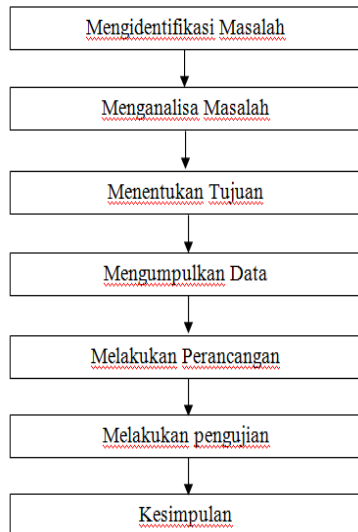 Mengidentifikasi Masalah
Menganalisa Masalah
Menentukan Tujuan
Mengumpulkan Data
Melakukan Perancangan
Melakukan pengujian
Kesimpulan